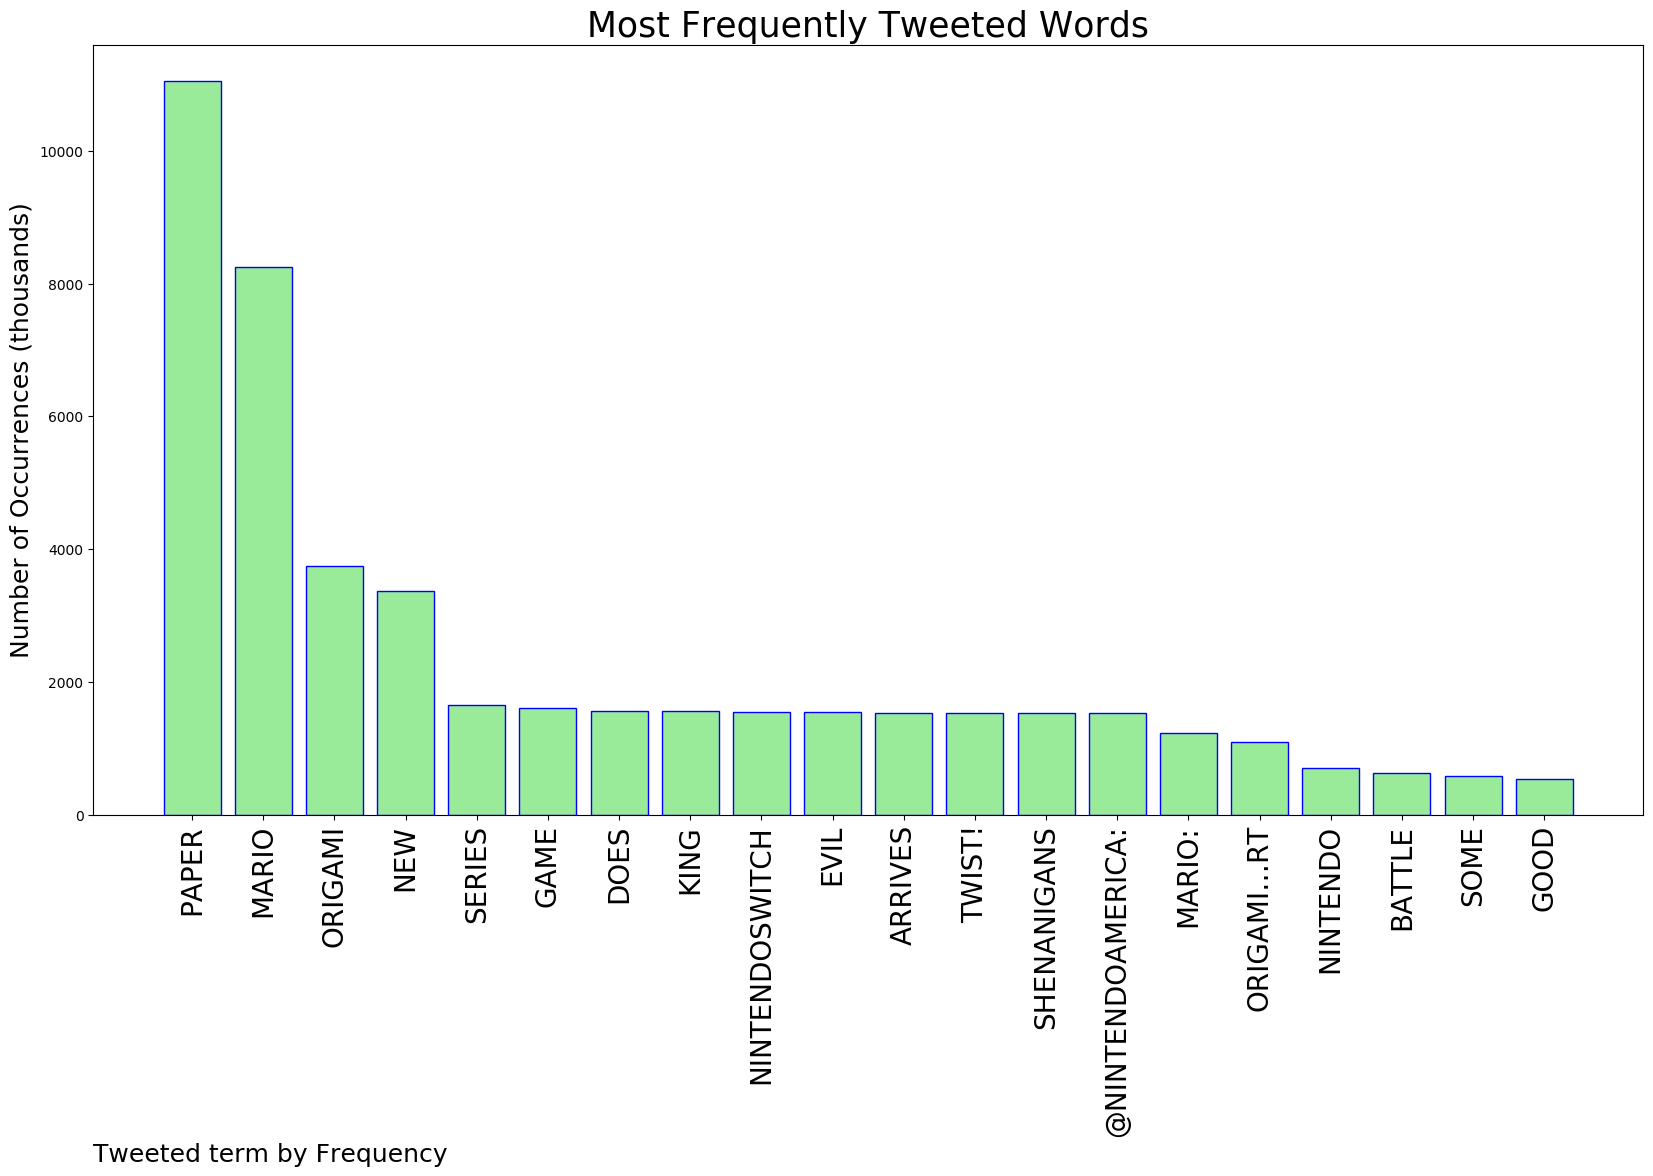 Most Frequently Tweeted Words
Number of Occurrences (thousands)
10000
8000
6000
4000
2000
0
PAPER
MARIO
ORIGAMI
NEW
SERIES
GAME
DOES
KING
NINTENDOSWITCH
EVIL
ARRIVES
TWIST!
SHENANIGANS
@NINTENDOAMERICA:
MARIO:
ORIGAMI...RT
NINTENDO
BATTLE
SOME
GOOD
Tweeted term by Frequency